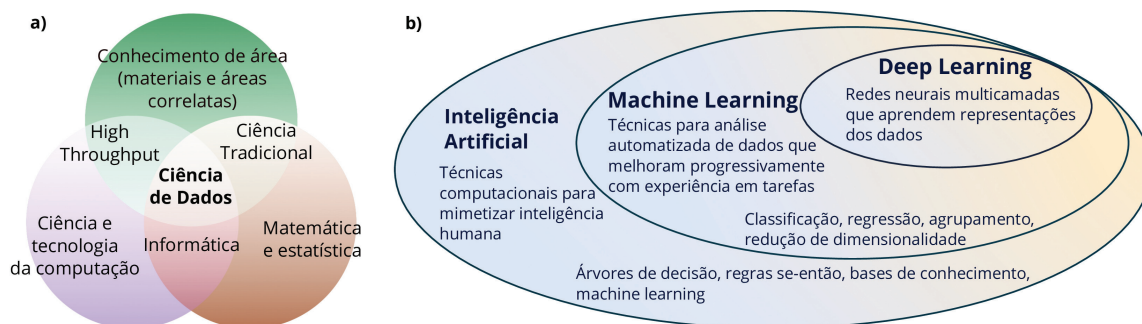 a)
Conhecimento de área
(materiais e áreas
correlatas)
High
Throughput
Ciência
Tradicional
Ciência
de Dados
Ciência e
tecnologia
da computação
Informática
Matemática
e estatística
b)
Inteligência
Artificial
Técnicas
computacionais para
mimetizar inteligência
humana
Machine Learning
Técnicas para análise
automatizada de dados que
melhoram progressivamente
com experiência em tarefas
Deep Learning
Redes neurais multicamadas
que aprendem representações
dos dados
Classificação, regressão, agrupamento,
redução de dimensionalidade
Árvores de decisão, regras se-então, bases de conhecimento,
machine learning